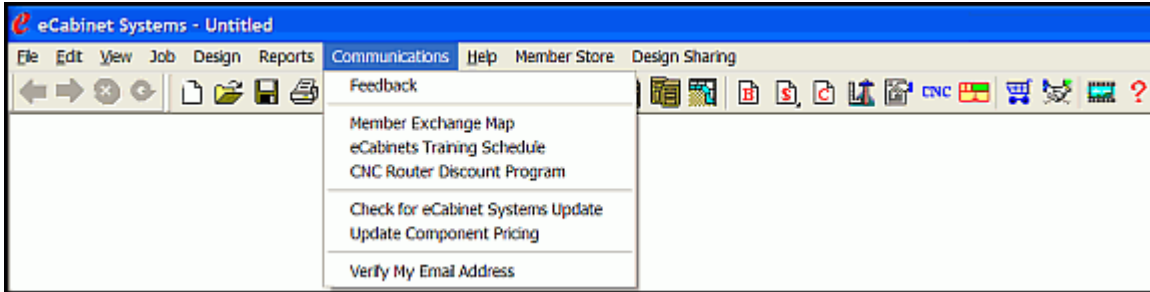 eCabinet Systems - Untitled
File Edit View Job Design Reports Communications Help Member Store Design Sharing
B S C CNC ?
Feedback
Member Exchange Map
eCabinets Training Schedule
CNC Router Discount Program
Check for eCabinet Systems Update
Update Component Pricing
Verify My Email Address